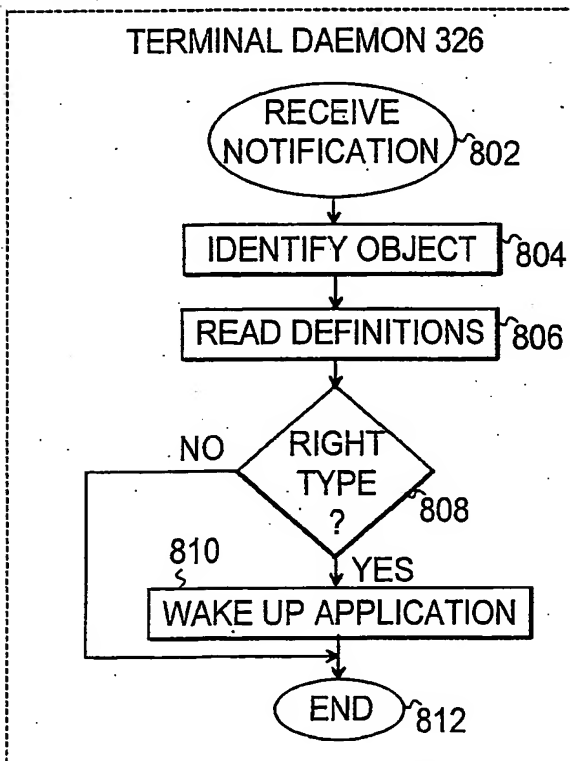 TERMINAL DAEMON 326
RECEIVE
NOTIFICATION
802
IDENTIFY OBJECT
804
READ DEFINITIONS
806
NO
RIGHT
TYPE
?
808
810
YES
WAKE UP APPLICATION
END
812